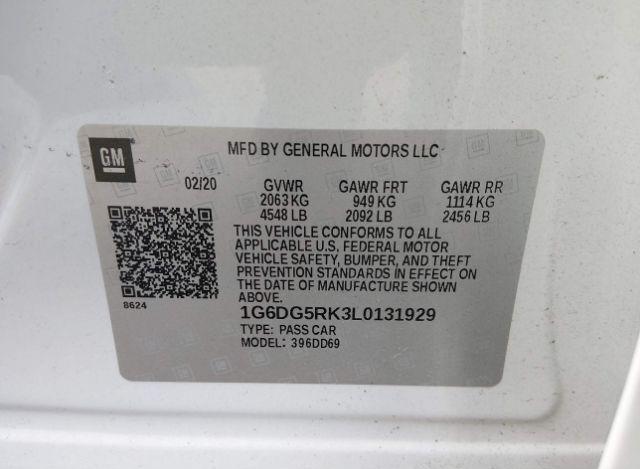 GM
MFD BY GENERAL MOTORS LLC
02/20 GVWR GAWR FRT GAWR RR
2063 KG 949 KG 1114 KG
4548 LB 2092 LB 2456 LB
THIS VEHICLE CONFORMS TO ALL
APPLICABLE U.S. FEDERAL MOTOR
VEHICLE SAFETY, BUMPER, AND THEFT
PREVENTION STANDARDS IN EFFECT ON
THE DATE OF MANUFACTURE SHOWN
ABOVE.
8624
1G6DG5RK3L0131929
TYPE: PASS CAR
MODEL: 396DD69